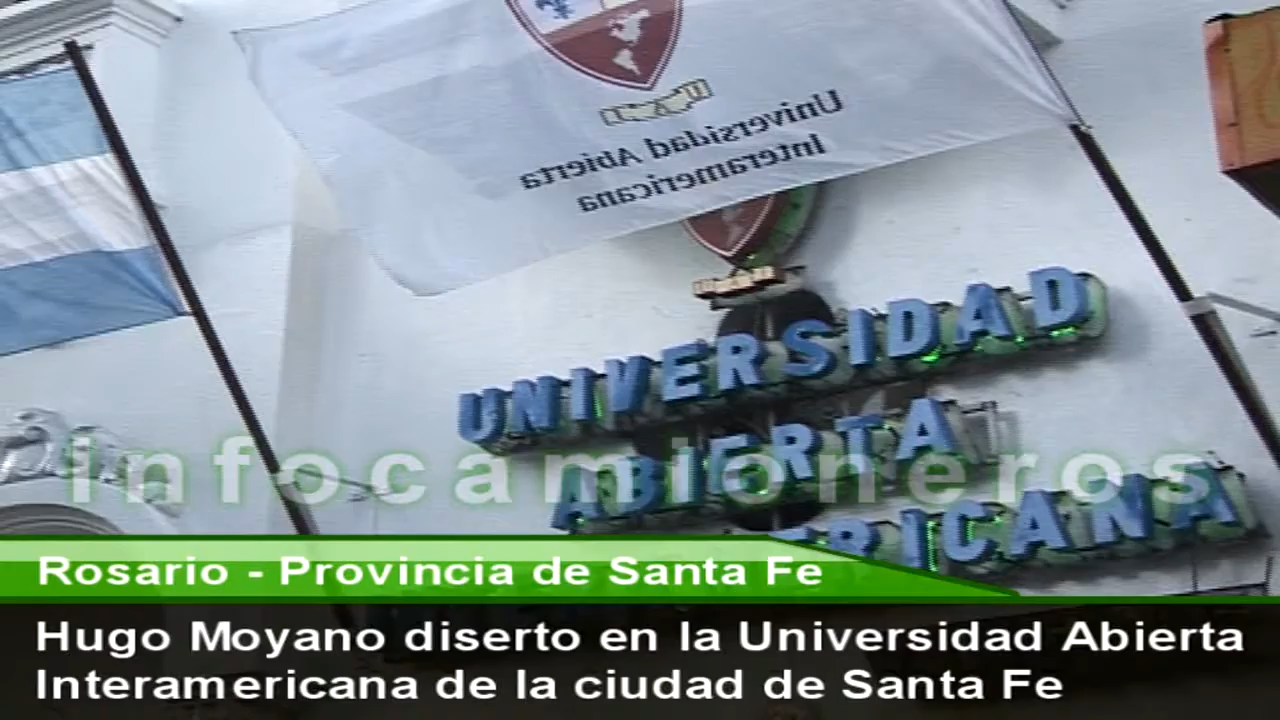 Universidad Abierta
Interamericana
UNIVERSIDAD
ABIERTA
ERICANA
infocamioneros
Rosario - Provincia de Santa Fe
Hugo Moyano diserto en la Universidad Abierta
Interamericana de la ciudad de Santa Fe